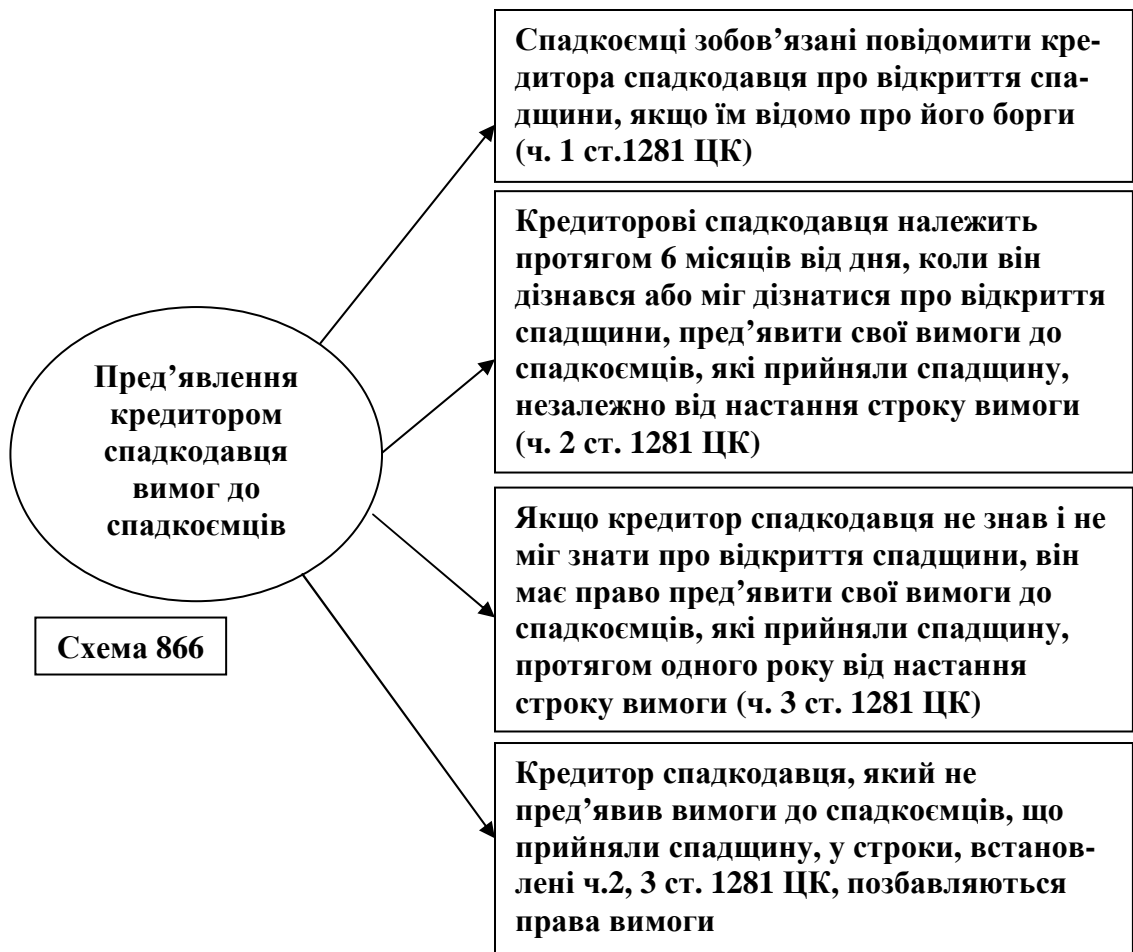 Спадкоємці зобов’язані повідомити кре-
дитора спадкодавця про відкриття спа-
дщини, якщо їм відомо про його борги
(ч. 1 ст.1281 ЦК)
Кредиторові спадкодавця належить
протягом 6 місяців від дня, коли він
дізнався або міг дізнатися про відкриття
спадщини, пред’явити свої вимоги до
спадкоємців, які прийняли спадщину,
незалежно від настання строку вимоги
(ч. 2 ст. 1281 ЦК)
Пред’явлення
кредитором
спадкодавця
вимог до
спадкоємців
Якщо кредитор спадкодавця не знав і не
міг знати про відкриття спадщини, він
має право пред’явити свої вимоги до
спадкоємців, які прийняли спадщину,
протягом одного року від настання
строку вимоги (ч. 3 ст. 1281 ЦК)
Схема 866
Кредитор спадкодавця, який не
пред’явив вимоги до спадкоємців, що
прийняли спадщину, у строки, встанов-
лені ч.2, 3 ст. 1281 ЦК, позбавляються
права вимоги